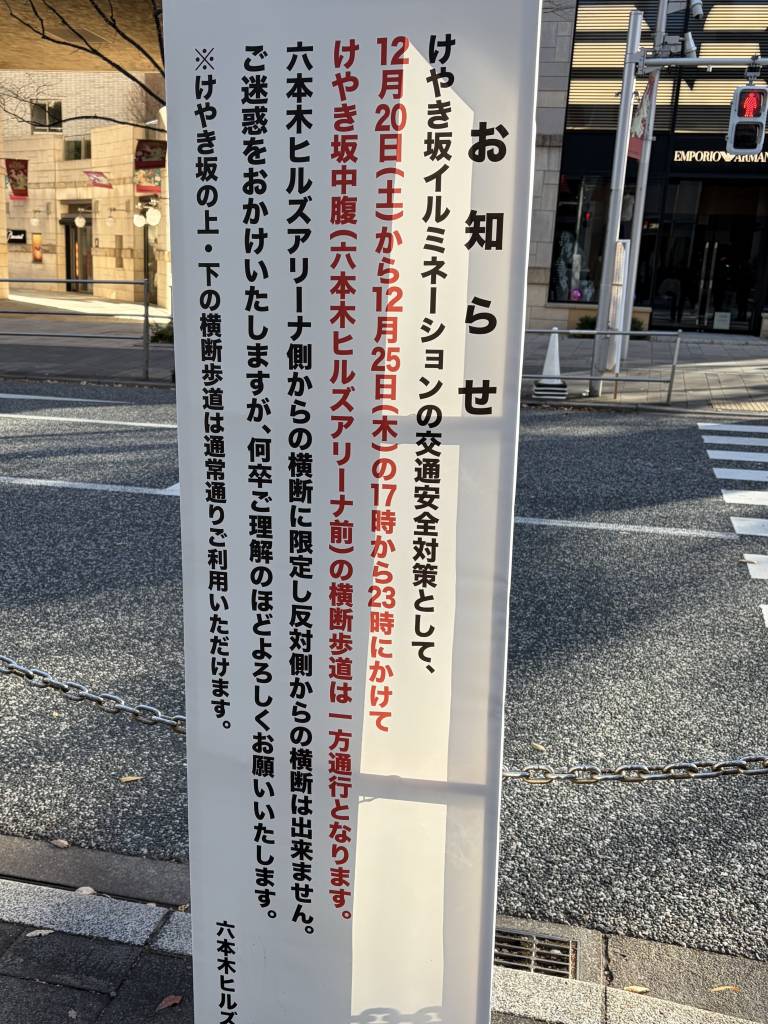 お知らせ
けやき坂イルミネーションの交通安全対策として、
12月20日(土)から12月25日(木)の17時から23時にかけて
けやき坂中腹(六本木ヒルズアリーナ前)の横断歩道は一方通行となります。
六本木ヒルズアリーナ側からの横断に限定し反対側からの横断は出来ません。
ご迷惑をおかけいたしますが、何卒ご理解のほどよろしくお願いいたします。
※けやき坂の上・下の横断歩道は通常通りご利用いただけます。
六本木ヒルズ
EMPORIO ARMAN